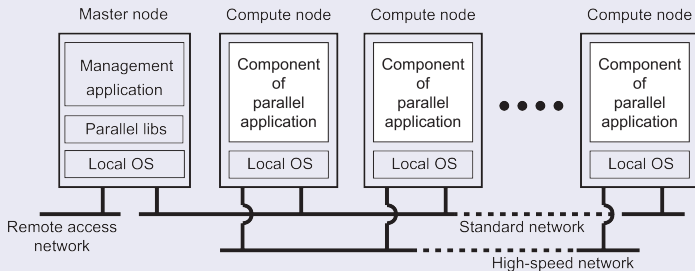 Master node
Compute node
Compute node
Compute node
Management
application
Parallel libs
Local OS
Component
of
parallel
application
Local OS
Component
of
parallel
application
Local OS
Component
of
parallel
application
Local OS
Remote access
network
Standard network
High-speed network